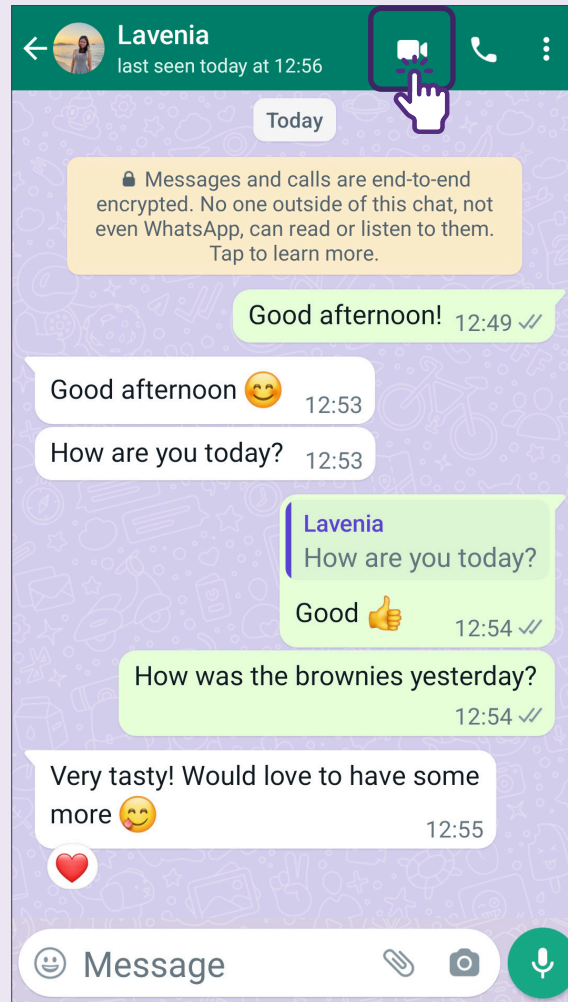 Lavenia
last seen today at 12:56
Today
Messages and calls are end-to-end
encrypted. No one outside of this chat, not
even WhatsApp, can read or listen to them.
Tap to learn more.
Good afternoon! 12:49
Good afternoon 😊 12:53
How are you today? 12:53
Lavenia
How are you today?
Good 👍 12:54
How was the brownies yesterday?
12:54
Very tasty! Would love to have some
more 😋 12:55
❤️
Message